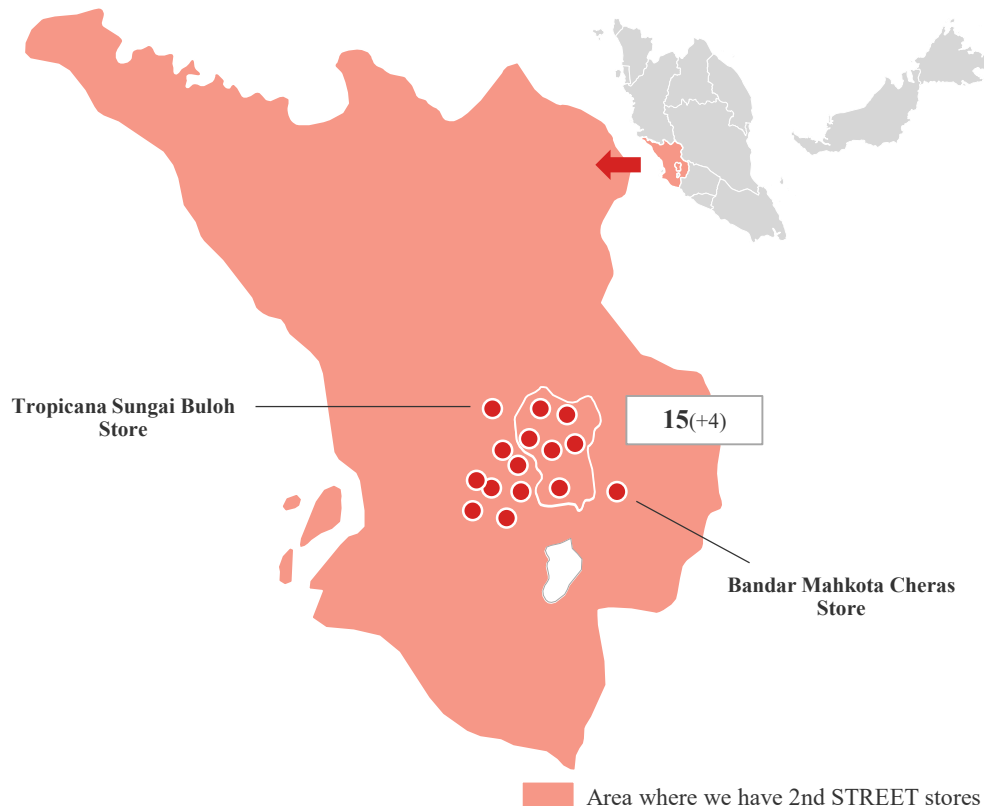 Tropicana Sungai Buloh
Store
15(+4)
Bandar Mahkota Cheras
Store
Area where we have 2nd STREET stores